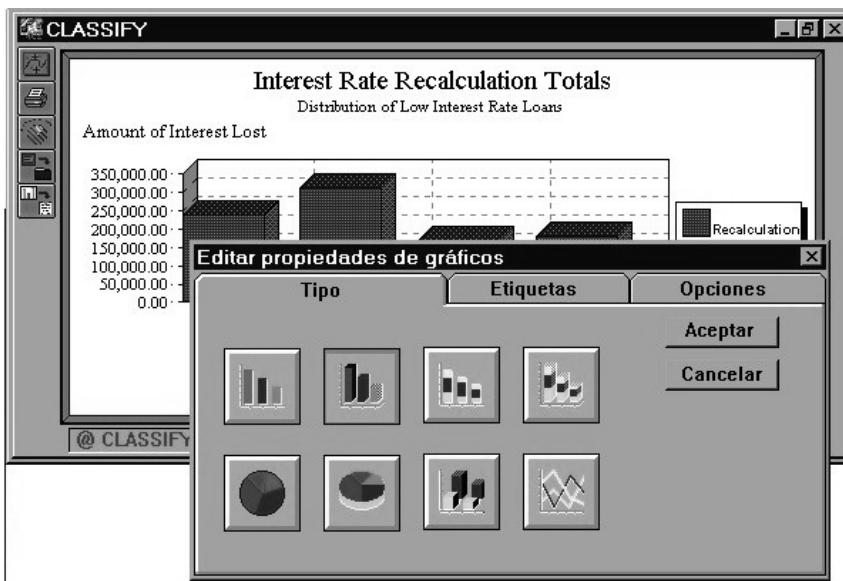 CLASSIFY
Interest Rate Recalculation Totals
Distribution of Low Interest Rate Loans
Amount of Interest Lost
350,000.00
300,000.00
250,000.00
200,000.00
150,000.00
100,000.00
50,000.00
0.00
Recalculation
Editar propiedades de gráficos
Tipo
Etiquetas
Opciones
Aceptar
Cancelar
@ CLASSIFY